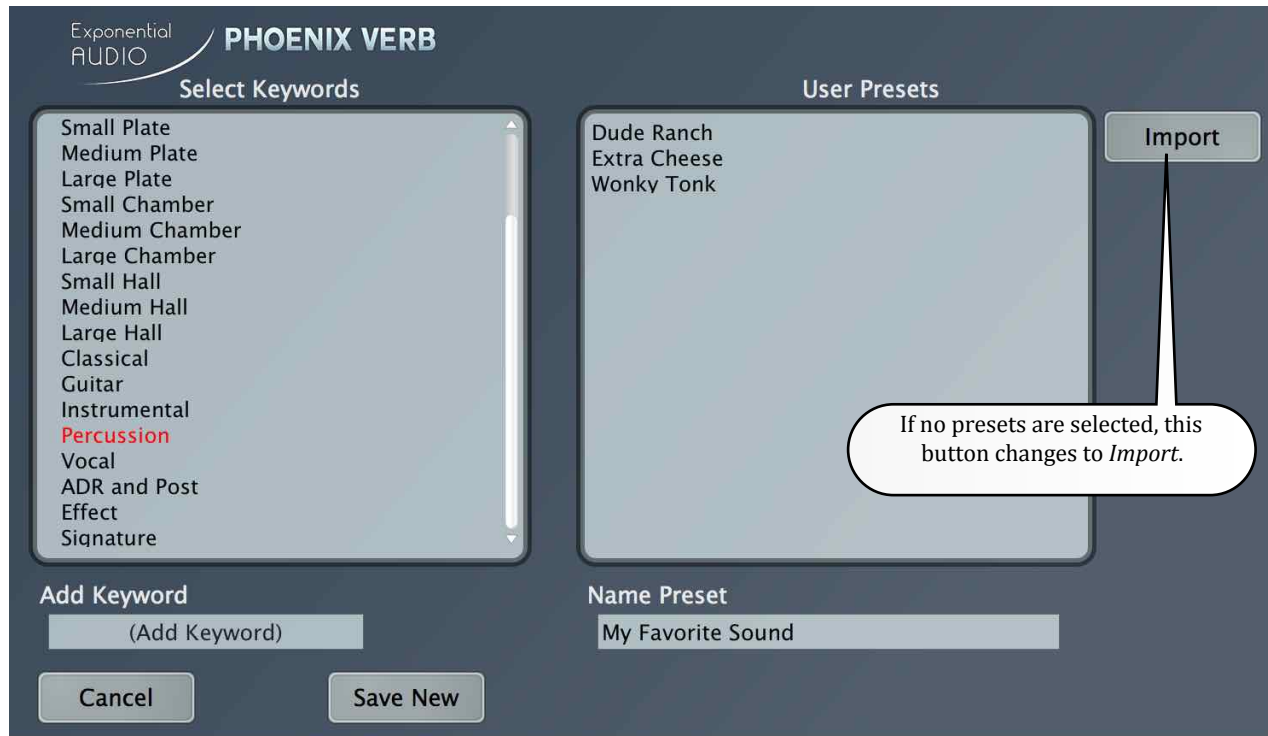 Exponential
AUDIO
PHOENIX VERB
Select Keywords
Small Plate
Medium Plate
Large Plate
Small Chamber
Medium Chamber
Large Chamber
Small Hall
Medium Hall
Large Hall
Classical
Guitar
Instrumental
Percussion
Vocal
ADR and Post
Effect
Signature
Add Keyword
(Add Keyword)
Cancel
Save New
User Presets
Dude Ranch
Extra Cheese
Wonky Tonk
Import
If no presets are selected, this
button changes to Import.
Name Preset
My Favorite Sound